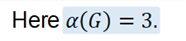 Here α(G) = 3.